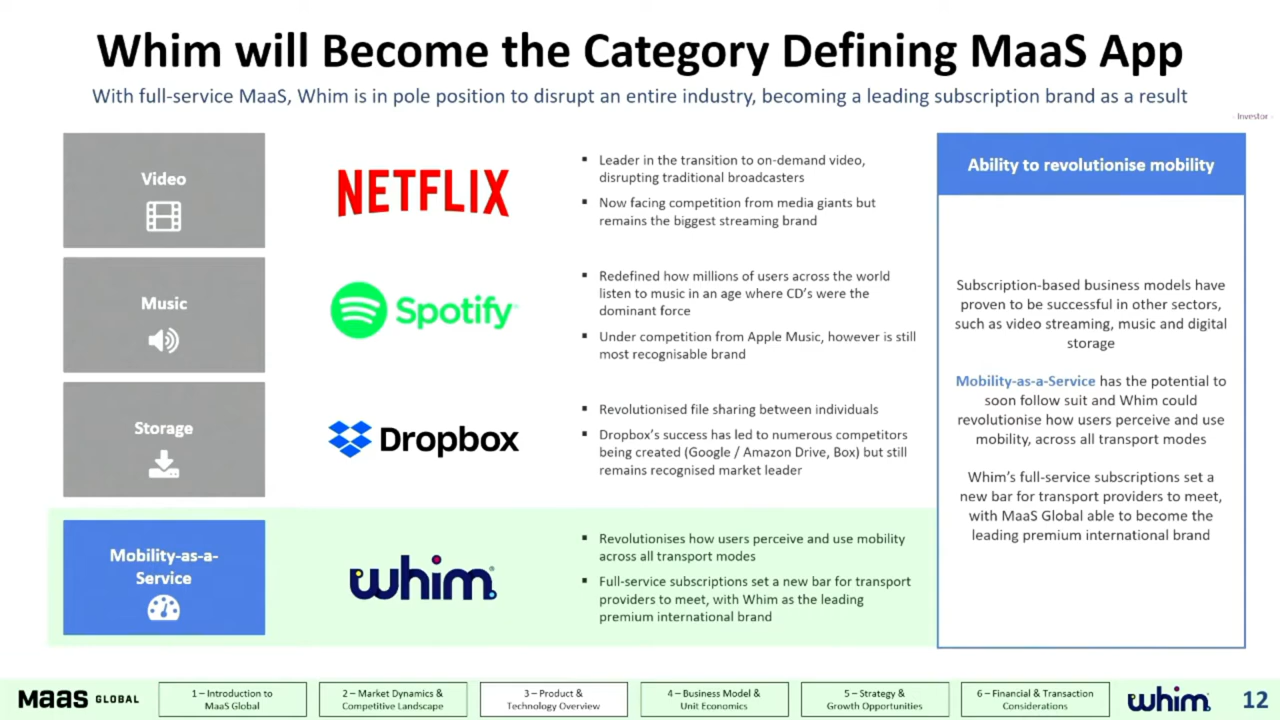 Whim will Become the Category Defining MaaS App
With full-service MaaS, Whim is in pole position to disrupt an entire industry, becoming a leading subscription brand as a result
- Investor -
Video
NETFLIX
▪ Leader in the transition to on-demand video,
disrupting traditional broadcasters
▪ Now facing competition from media giants but
remains the biggest streaming brand
Music
Spotify
▪ Redefined how millions of users across the world
listen to music in an age where CD's were the
dominant force
▪ Under competition from Apple Music, however is still
most recognisable brand
Storage
Dropbox
▪ Revolutionised file sharing between individuals
▪ Dropbox's success has led to numerous competitors
being created (Google / Amazon Drive, Box) but still
remains recognised market leader
Mobility-as-a-
Service
whim
▪ Revolutionises how users perceive and use mobility
across all transport modes
▪ Full-service subscriptions set a new bar for transport
providers to meet, with Whim as the leading
premium international brand
Ability to revolutionise mobility
Subscription-based business models have
proven to be successful in other sectors,
such as video streaming, music and digital
storage
Mobility-as-a-Service has the potential to
soon follow suit and Whim could
revolutionise how users perceive and use
mobility, across all transport modes
Whim's full-service subscriptions set a
new bar for transport providers to meet,
with MaaS Global able to become the
leading premium international brand
MaaS GLOBAL
1 – Introduction to
MaaS Global
2 – Market Dynamics &
Competitive Landscape
3 – Product &
Technology Overview
4 – Business Model &
Unit Economics
5 – Strategy &
Growth Opportunities
6 – Financial & Transaction
Considerations
whim
12